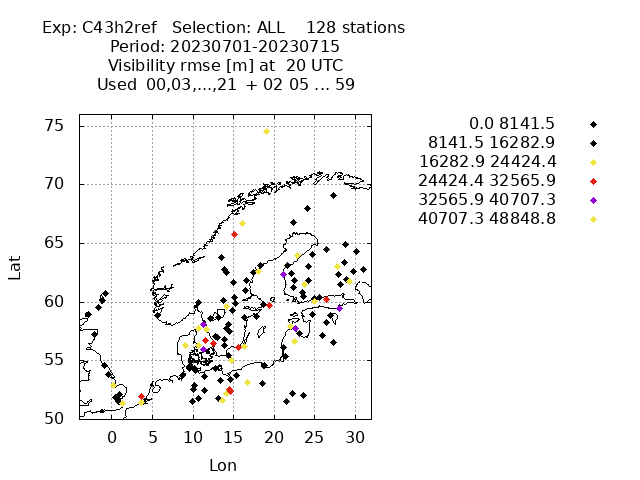 Exp: C43h2ref   Selection: ALL    128 stations
Period: 20230701-20230715
Visibility rmse [m] at  20 UTC
Used  00,03,...,21  + 02 05 ... 59
0.0 8141.5
8141.5 16282.9
16282.9 24424.4
24424.4 32565.9
32565.9 40707.3
40707.3 48848.8
75
70
65
60
55
50
Lat
0 5 10 15 20 25 30
Lon